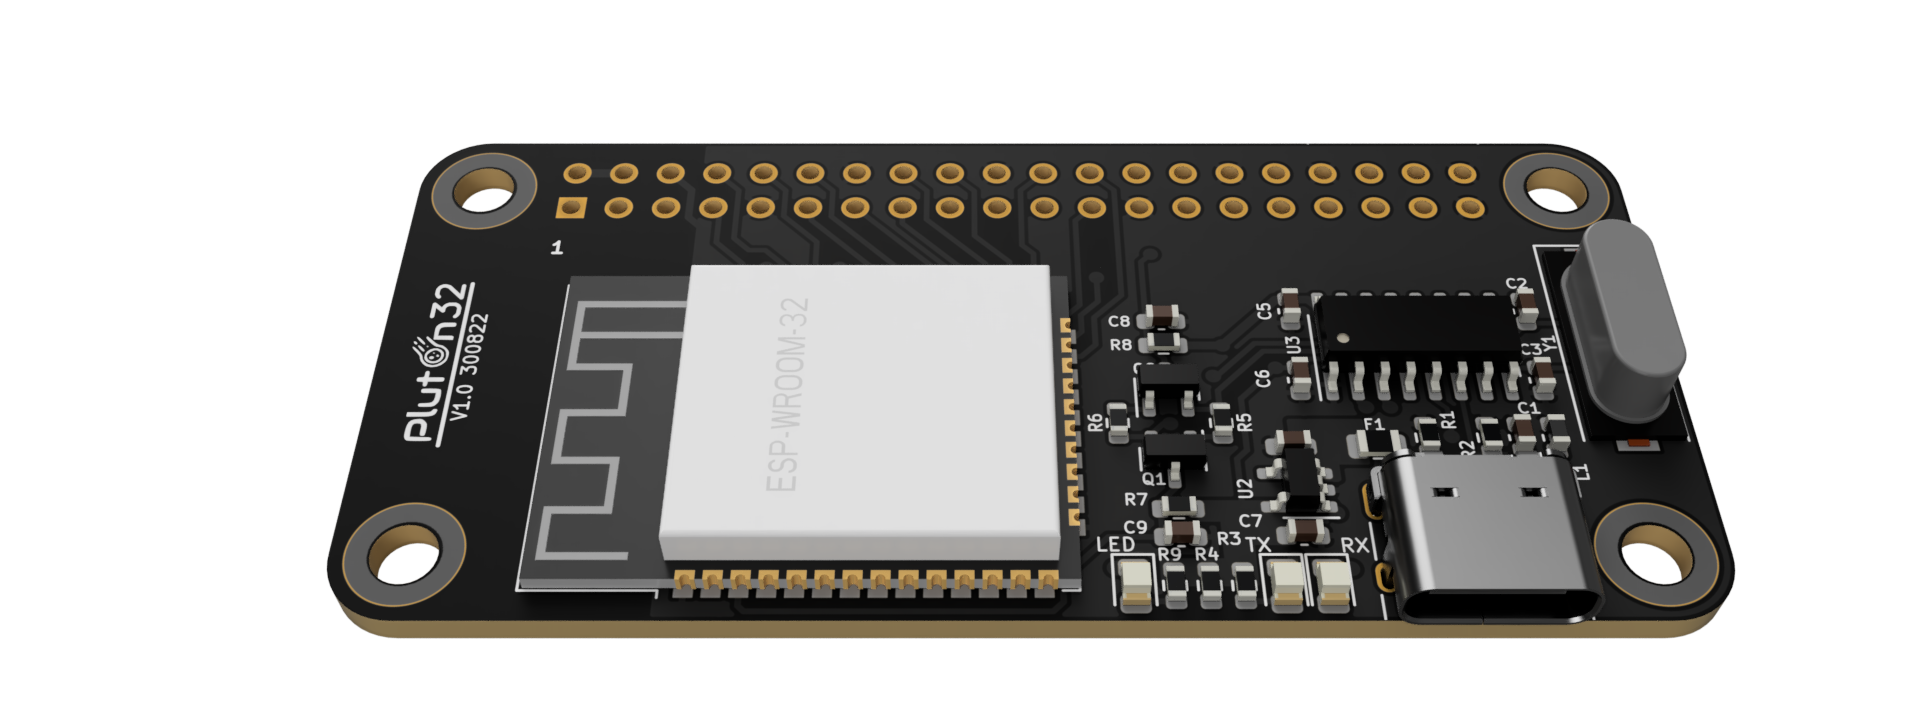 1
Pluton32
V1.0 300822
ESP-WROOM-32
C8
R8
R6
R5
Q1
R7
C9
LED
R9
R4
R3
C7
TX
RX
U2
C5
U3
C6
C2
C3
Y1
C1
F1
R1
R2
L1